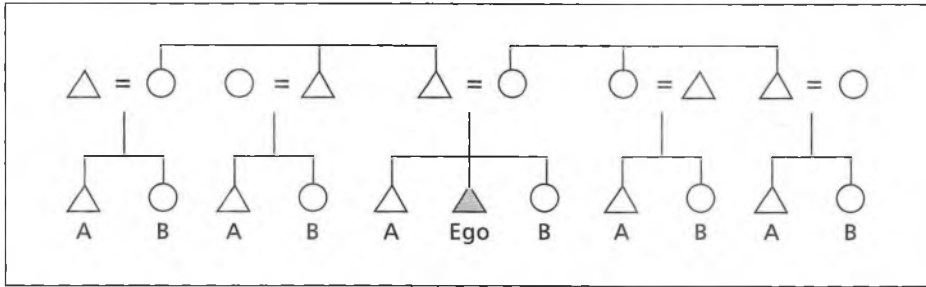 = = = = =
A B A B A Ego B A B A B